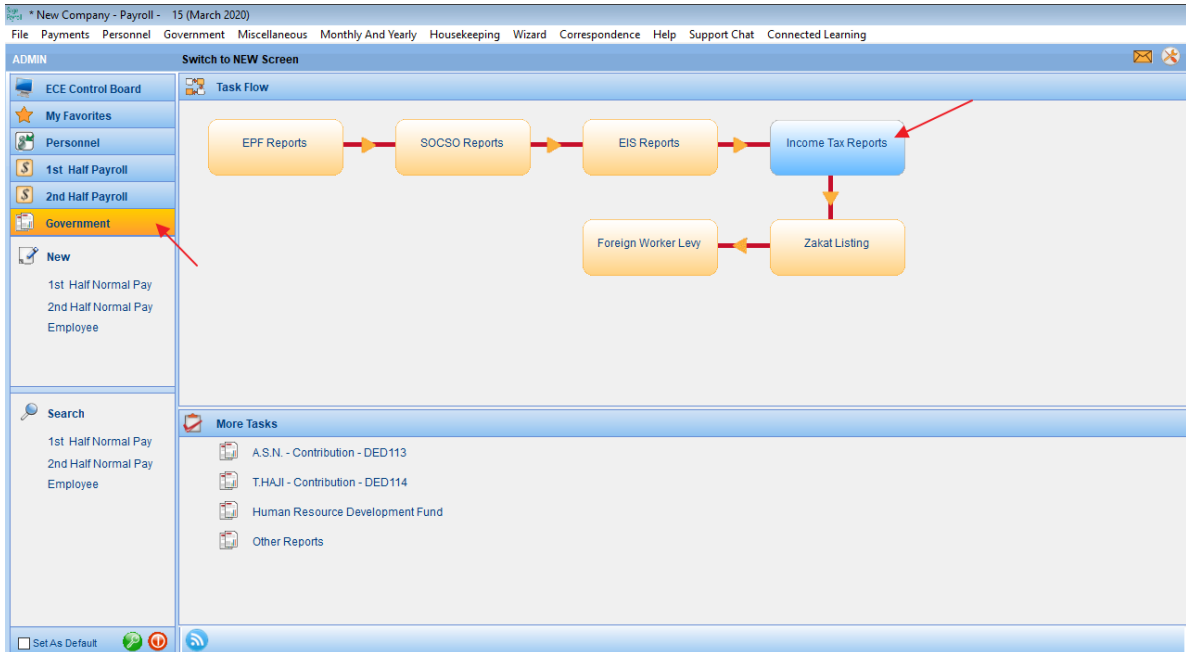 * New Company - Payroll - 15 (March 2020)
File Payments Personnel Government Miscellaneous Monthly And Yearly Housekeeping Wizard Correspondence Help Support Chat Connected Learning
ADMIN Switch to NEW Screen
ECE Control Board
My Favorites
Personnel
1st Half Payroll
2nd Half Payroll
Government
New
1st Half Normal Pay
2nd Half Normal Pay
Employee
Search
1st Half Normal Pay
2nd Half Normal Pay
Employee
Set As Default
Task Flow
EPF Reports
SOCSO Reports
EIS Reports
Income Tax Reports
Foreign Worker Levy
Zakat Listing
More Tasks
A.S.N. - Contribution - DED113
T.HAJI - Contribution - DED114
Human Resource Development Fund
Other Reports